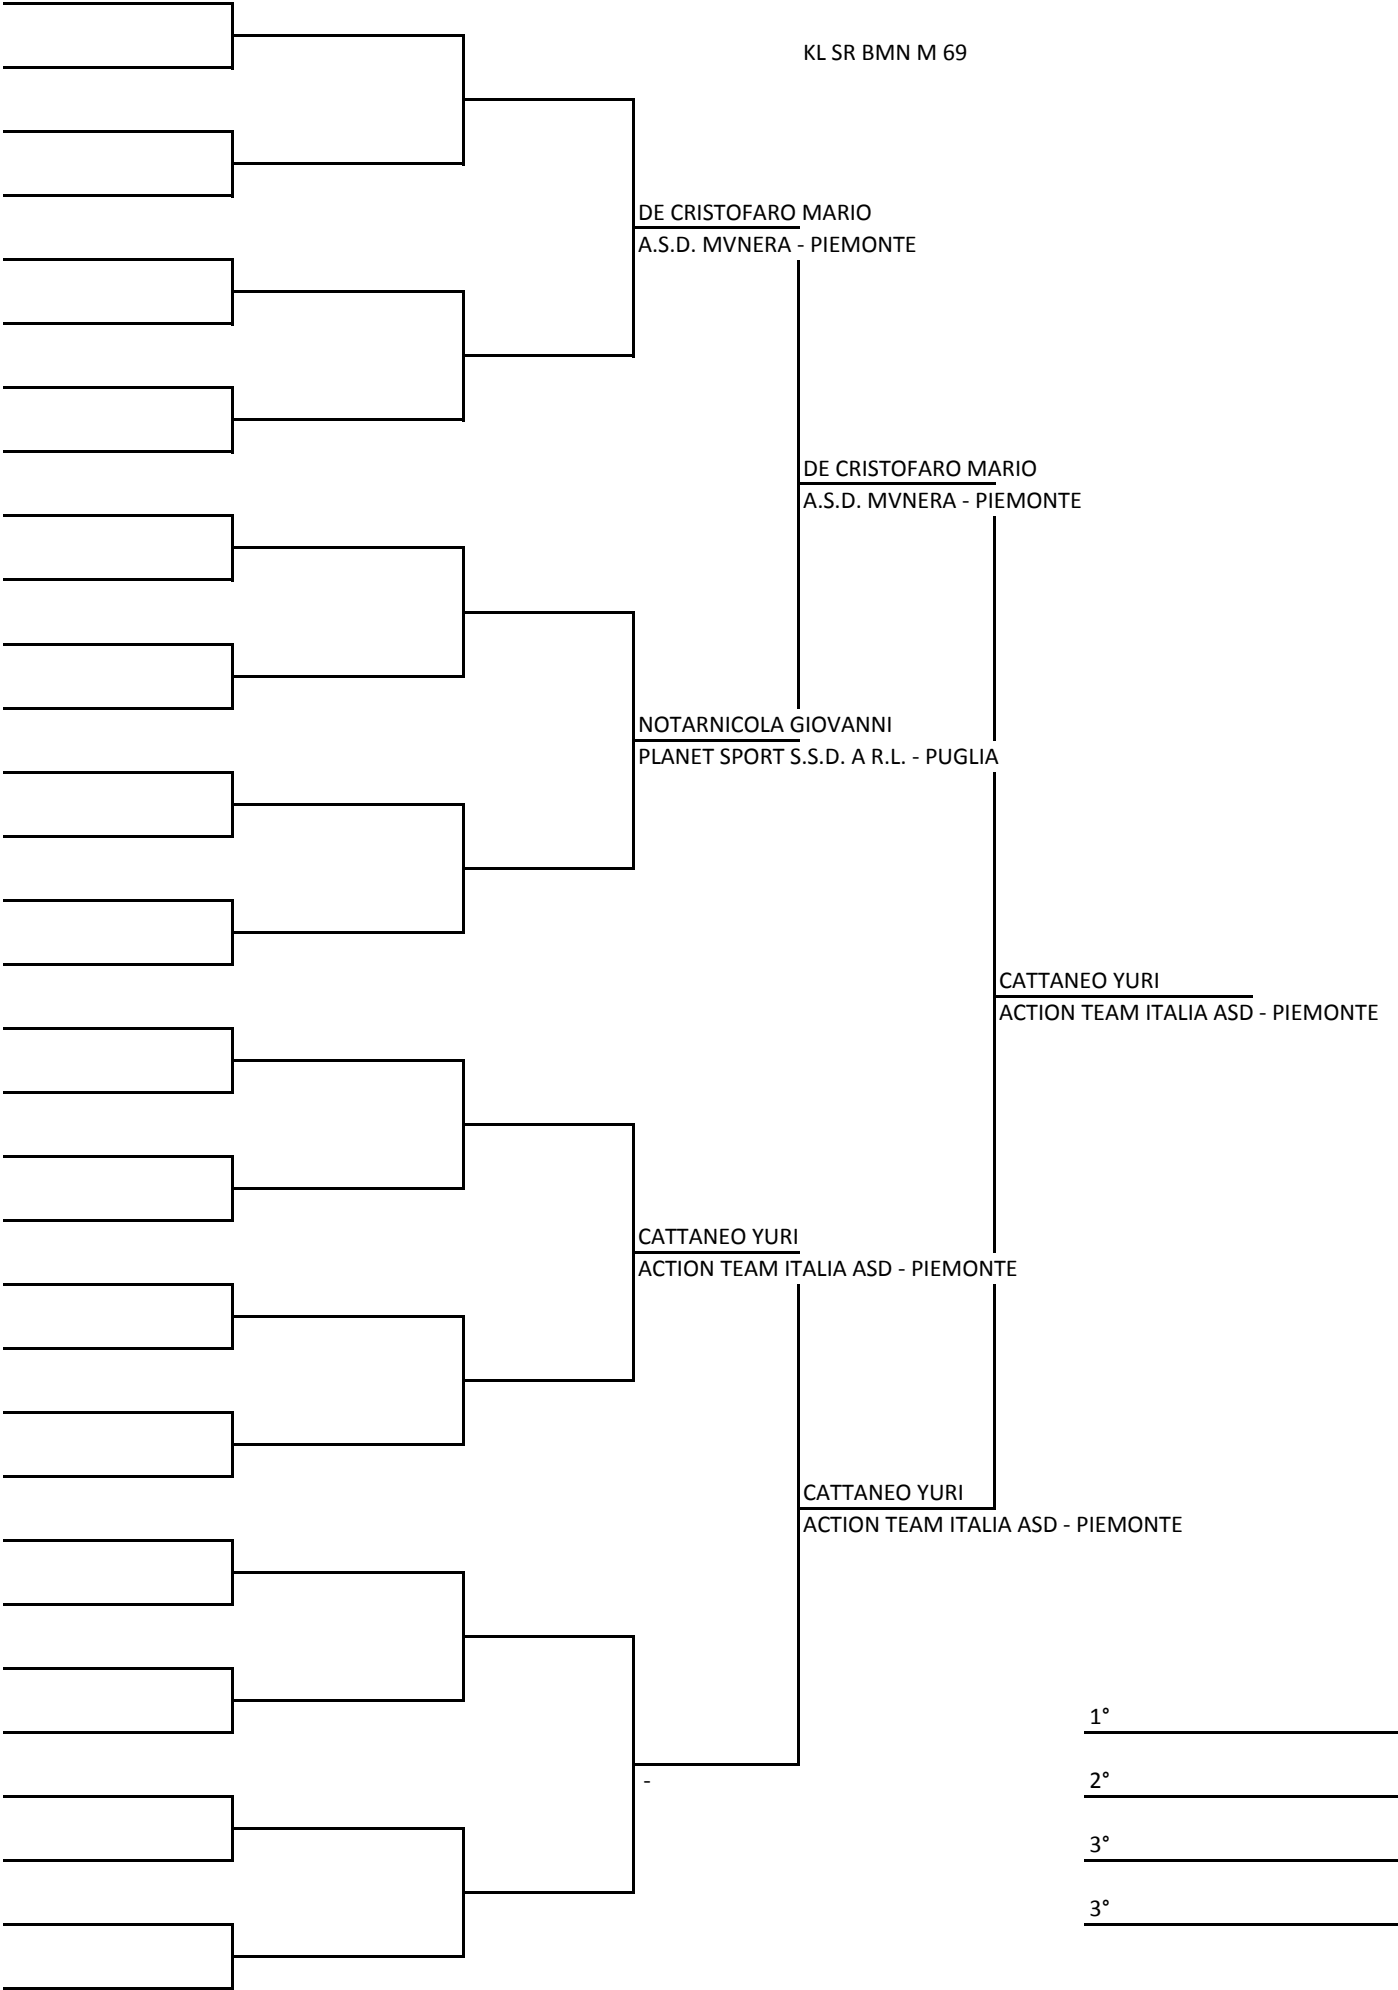 KL SR BMN M 69
DE CRISTOFARO MARIO
A.S.D. MVNERA - PIEMONTE
DE CRISTOFARO MARIO
A.S.D. MVNERA - PIEMONTE
NOTARNICOLA GIOVANNI
PLANET SPORT S.S.D. A R.L. - PUGLIA
CATTANEO YURI
ACTION TEAM ITALIA ASD - PIEMONTE
CATTANEO YURI
ACTION TEAM ITALIA ASD - PIEMONTE
CATTANEO YURI
ACTION TEAM ITALIA ASD - PIEMONTE
1°
-
2°
3°
3°